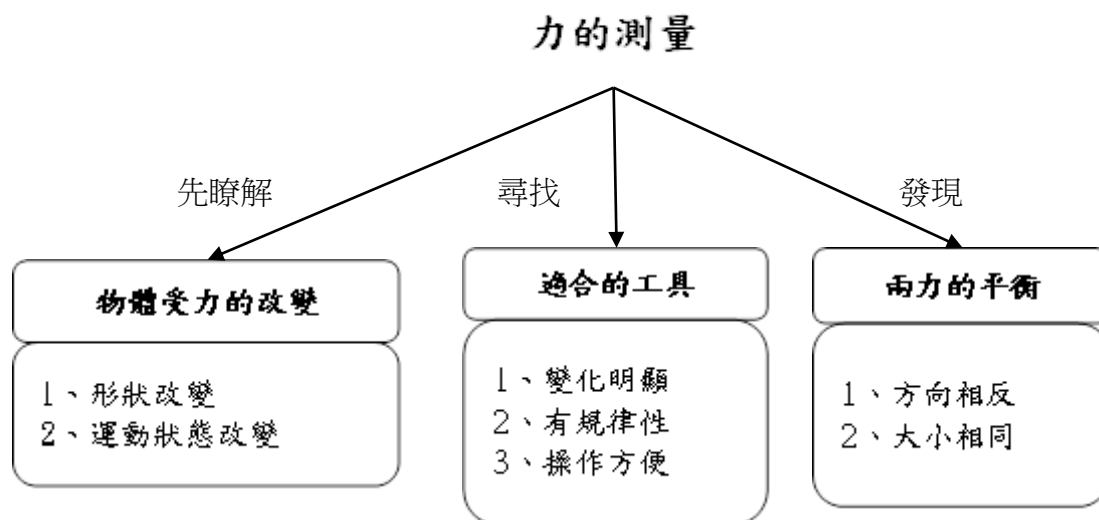 力的測量
先瞭解
尋找
發現
物體受力的改變
1、形狀改變
2、運動狀態改變
適合的工具
1、變化明顯
2、有規律性
3、操作方便
兩力的平衡
1、方向相反
2、大小相同